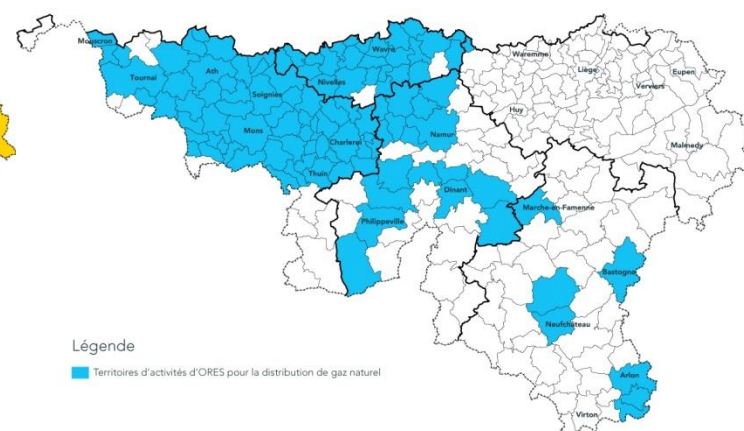 Mouscron
Wavre
Waremme
Liège
Tournai
Ath
Eupen
Soignies
Nivelles
Verviers
Huy
Mons
Charleroi
Namur
Malmedy
Thuin
Dinant
Marche-en-Famenne
Philippeville
Bastogne
Neufchateau
Légende
Territoires d'activités d'ORES pour la distribution de gaz naturel
Arlon
Virton